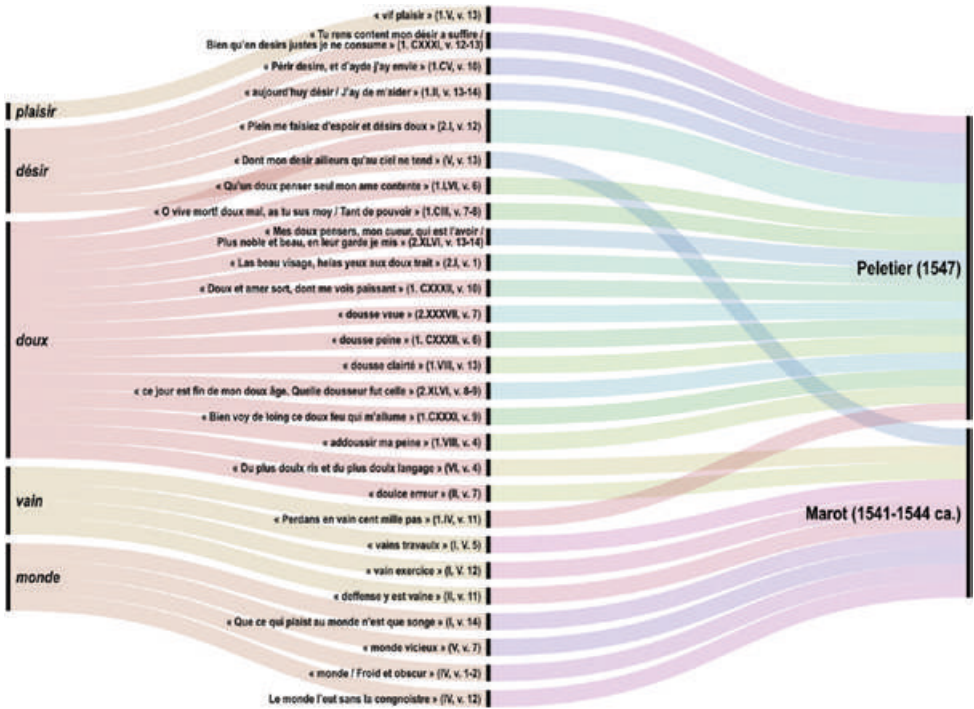 plaisir
désir
doux
vain
monde
« vif plaisir » (1.V, v. 13)
« Tu rens content mon désir a suffire /
Bien qu'en desirs justes je ne consume » (1. CXXXI, v. 12-13)
« Périr desire, et d'ayde j'ay envie » (1.CV, v. 10)
« aujourd'huy désir / J'ay de m'aider » (1.II, v. 13-14)
« Plein me faisiez d'espoir et désirs doux » (2.I, v. 12)
« Dont mon desir ailleurs qu'au ciel ne tend » (V, v. 13)
« Qu'un doux penser seul mon ame contente » (1.LVI, v. 6)
« O vive mort! doux mal, as tu sus moy / Tant de pouvoir » (1.CIII, v. 7-8)
« Mes doux pensers, mon cueur, qui est l'avoir /
Plus noble et beau, en leur garde je mis » (2.XLVI, v. 13-14)
« Las beau visage, helas yeux aux doux trait » (2.I, v. 1)
« Doux et amer sort, dont me vois paissant » (1. CXXXII, v. 10)
« dousse veue » (2.XXXVII, v. 7)
« dousse peine » (1. CXXXII, v. 6)
« dousse clairté » (1.VIII, v. 13)
« ce jour est fin de mon doux âge. Quelle dousseur fut celle » (2.XLVI, v. 8-9)
« Bien voy de loing ce doux feu qui m'allume » (1.CXXXI, v. 9)
« addoussir ma peine » (1.VIII, v. 4)
« Du plus doulx ris et du plus doulx langage » (VI, v. 4)
« doulce erreur » (II, v. 7)
« Perdans en vain cent mille pas » (1.IV, v. 11)
« vains travaulx » (I, V. 5)
« vain exercice » (I, V. 12)
« deffense y est vaine » (II, v. 11)
« Que ce qui plaist au monde n'est que songe » (I, v. 14)
« monde vicieux » (V, v. 7)
« monde / Froid et obscur » (IV, v. 1-2)
Le monde l'eut sans la congnoistre » (IV, v. 12)
Peletier (1547)
Marot (1541-1544 ca.)